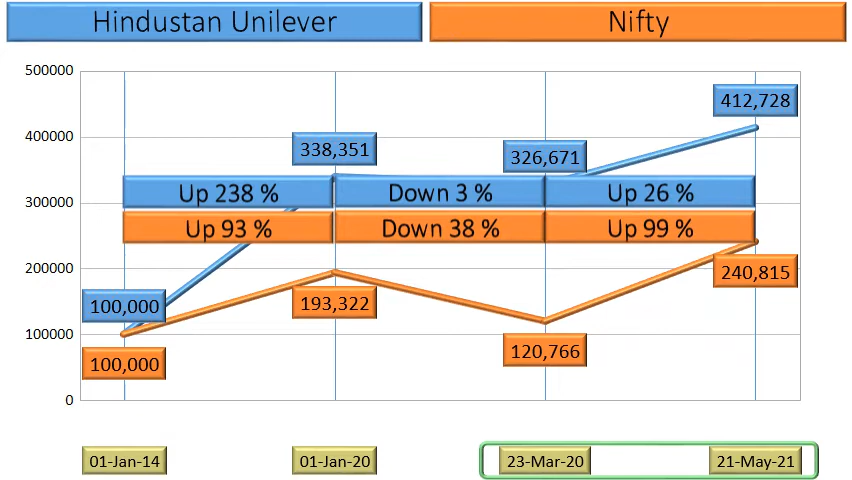 Hindustan Unilever
Nifty
500000
412,728
400000
338,351
326,671
Up 238 %
Down 3 %
Up 26 %
300000
Up 93 %
Down 38 %
Up 99 %
200000
240,815
100,000
193,322
100000
100,000
120,766
0
01-Jan-14
01-Jan-20
23-Mar-20
21-May-21